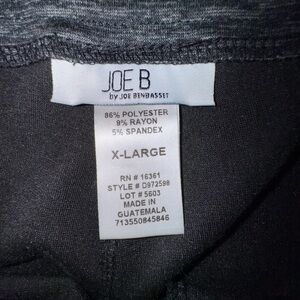 JOE B
by JOE BENBASSET
86% POLYESTER
9% RAYON
5% SPANDEX
X-LARGE
RN # 16361
STYLE # D972598
LOT # 5603
MADE IN
GUATEMALA
713550845846